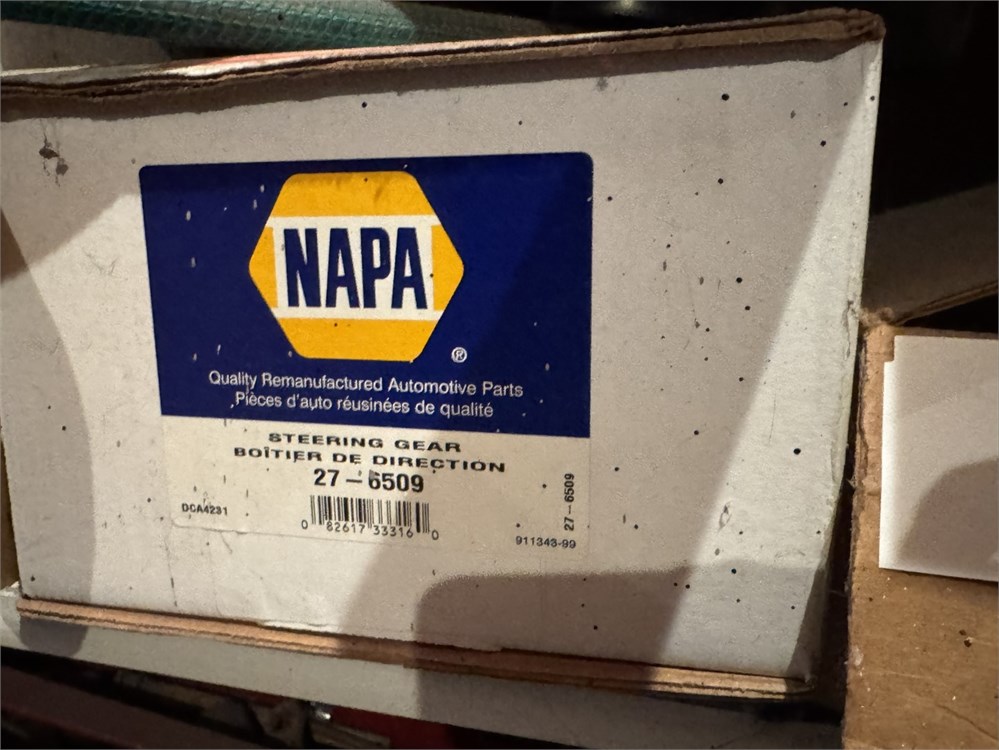 NAPA
®
Quality Remanufactured Automotive Parts
Pièces d'auto réusinées de qualité
STEERING GEAR
BOÎTIER DE DIRECTION
27-6509
DCA4231
0 82617 33316 0
27-6509
911343-99